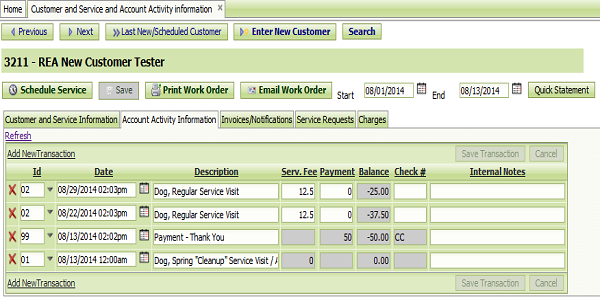 Home Customer and Service and Account Activity information x
Previous Next Last New/Scheduled Customer Enter New Customer Search
3211 - REA New Customer Tester
Schedule Service Save Print Work Order Email Work Order Start 08/01/2014 End 08/13/2014 Quick Statement
Customer and Service Information Account Activity Information Invoices/Notifications Service Requests Charges
Refresh
Add NewTransaction Save Transaction Cancel
Id Date Description Serv. Fee Payment Balance Check # Internal Notes
X 02 08/29/2014 02:03pm Dog, Regular Service Visit 12.5 0 -25.00
X 02 08/22/2014 02:03pm Dog, Regular Service Visit 12.5 0 -37.50
X 99 08/13/2014 02:02pm Payment - Thank You 50 -50.00 CC
X 01 08/13/2014 12:00am Dog, Spring "Cleanup" Service Visit / 0 0.00
Add NewTransaction Save Transaction Cancel